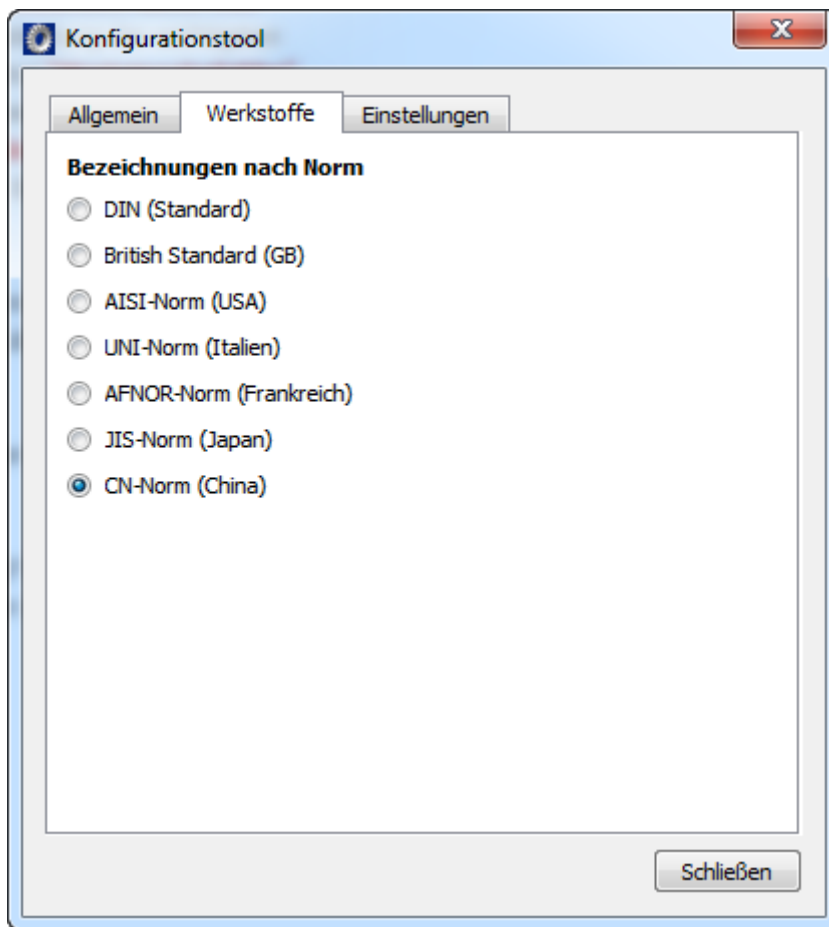 Konfigurationstool
Allgemein Werkstoffe Einstellungen
Bezeichnungen nach Norm
DIN (Standard)
British Standard (GB)
AISI-Norm (USA)
UNI-Norm (Italien)
AFNOR-Norm (Frankreich)
JIS-Norm (Japan)
CN-Norm (China)
Schließen